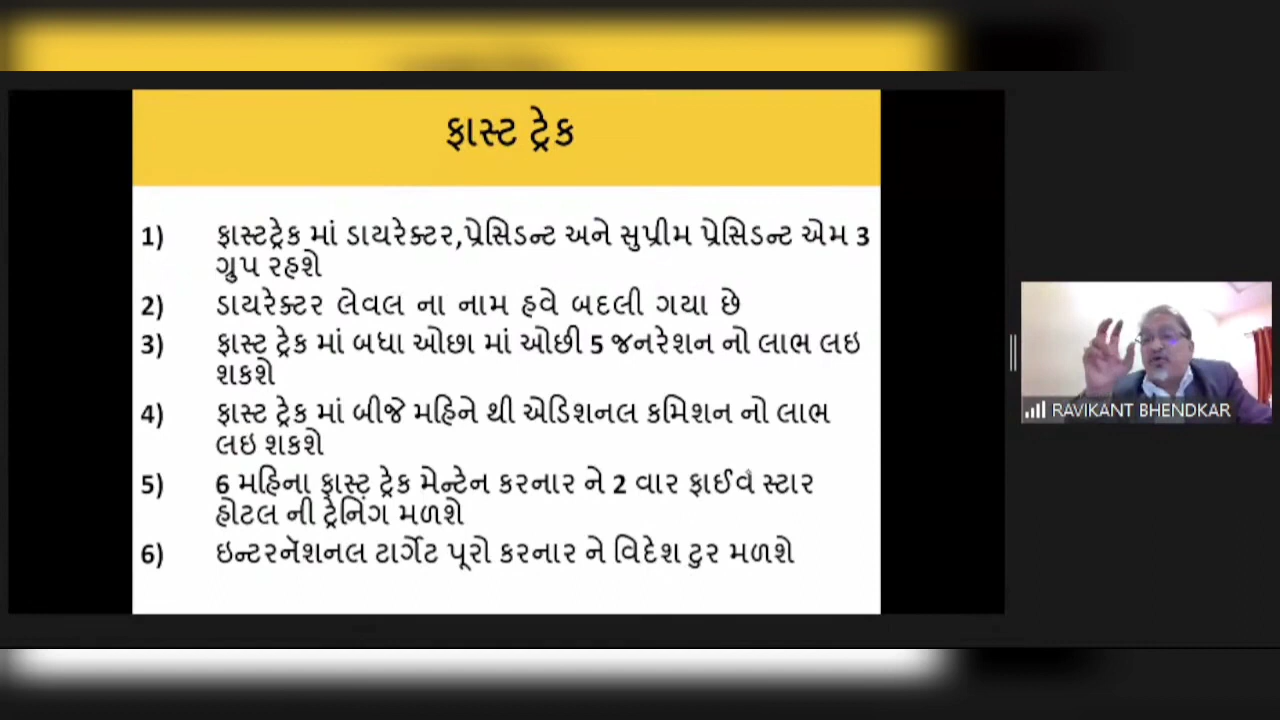 ફાસ્ટ ટ્રેક
1) ફાસ્ટટ્રેક માં ડાયરેક્ટર,પ્રેસિડન્ટ અને સુપ્રીમ પ્રેસિડન્ટ એમ 3
ગ્રુપ રહશે
2) ડાયરેક્ટર લેવલ ના નામ હવે બદલી ગયા છે
3) ફાસ્ટ ટ્રેક માં બધા ઓછા માં ઓછી 5 જનરેશન નો લાભ લઇ
શકશે
4) ફાસ્ટ ટ્રેક માં બીજે મહિને થી એડિશનલ કમિશન નો લાભ
લઇ શકશે
5) 6 મહિના ફાસ્ટ ટ્રેક મેન્ટેન કરનાર ને 2 વાર ફાઈવ સ્ટાર
હોટલ ની ટ્રેનિંગ મળશે
6) ઇન્ટરનૅશનલ ટાર્ગેટ પૂરો કરનાર ને વિદેશ ટુર મળશે
RAVIKANT BHENDKAR